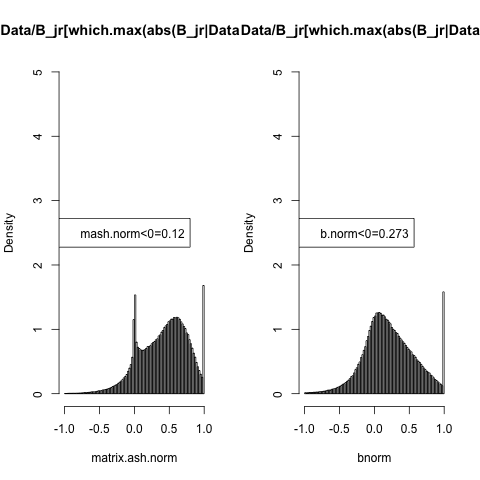 Data/B_jr[which.max(abs(B_jr|Data
Data/B_jr[which.max(abs(B_jr|Data
Density
5
4
3
2
1
0
mash.norm<0=0.12
-1.0 -0.5 0.0 0.5 1.0
matrix.ash.norm
Density
5
4
3
2
1
0
b.norm<0=0.273
-1.0 -0.5 0.0 0.5 1.0
bnorm